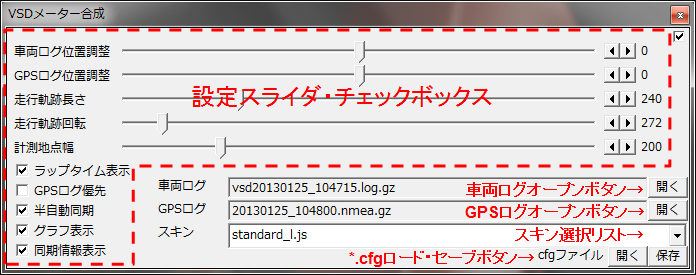 VSDメーター合成
車両ログ位置調整 0
GPSログ位置調整 0
走行軌跡長さ 240
設定スライダ・チェックボックス
走行軌跡回転 272
計測地点幅 200
ラップタイム表示
GPSログ優先
半自動同期
グラフ表示
同期情報表示
車両ログ vsd20130125_104715.log.gz 車両ログオープンボタン→ 開く
GPSログ 20130125_104800.nmea.gz GPSログオープンボタン→ 開く
スキン standard_l.js スキン選択リスト→
*.cfgロード・セーブボタン→ cfgファイル 開く 保存